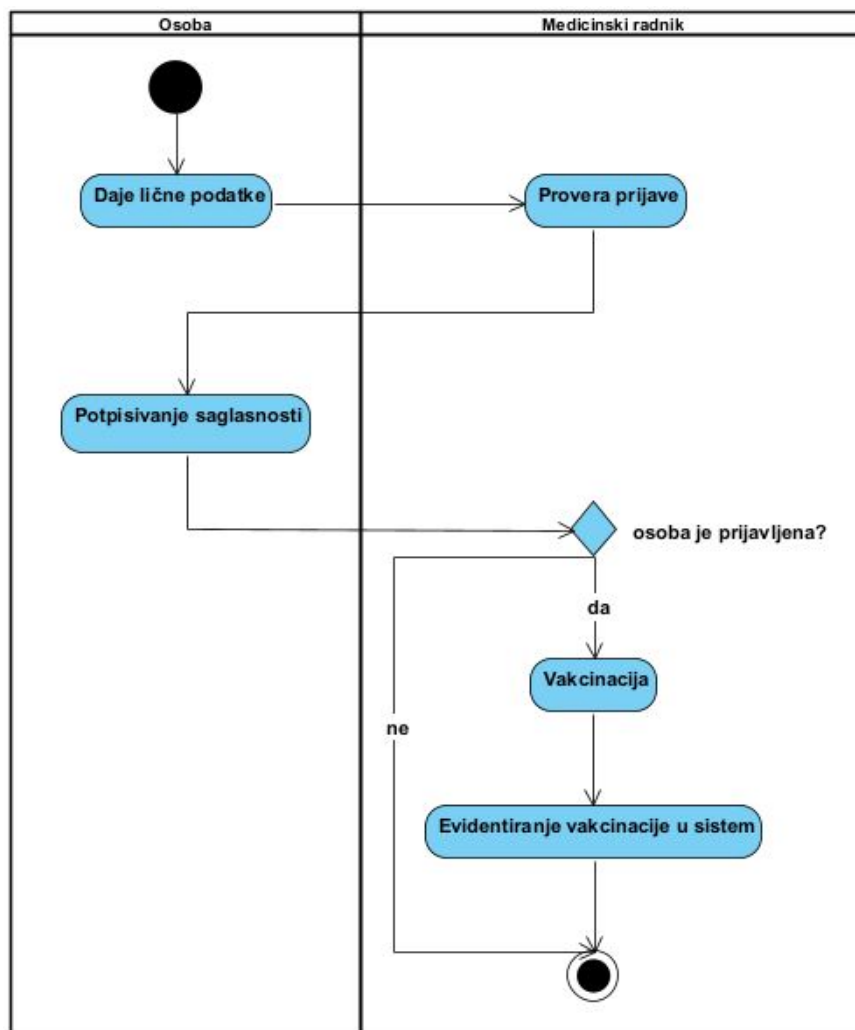 Osoba
Medicinski radnik
Daje lične podatke
Provera prijave
Potpisivanje saglasnosti
osoba je prijavljena?
da
Vakcinacija
ne
Evidentiranje vakcinacije u sistem